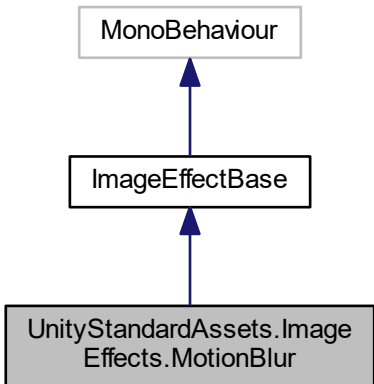 MonoBehaviour
ImageEffectBase
UnityStandardAssets.Image
Effects.MotionBlur